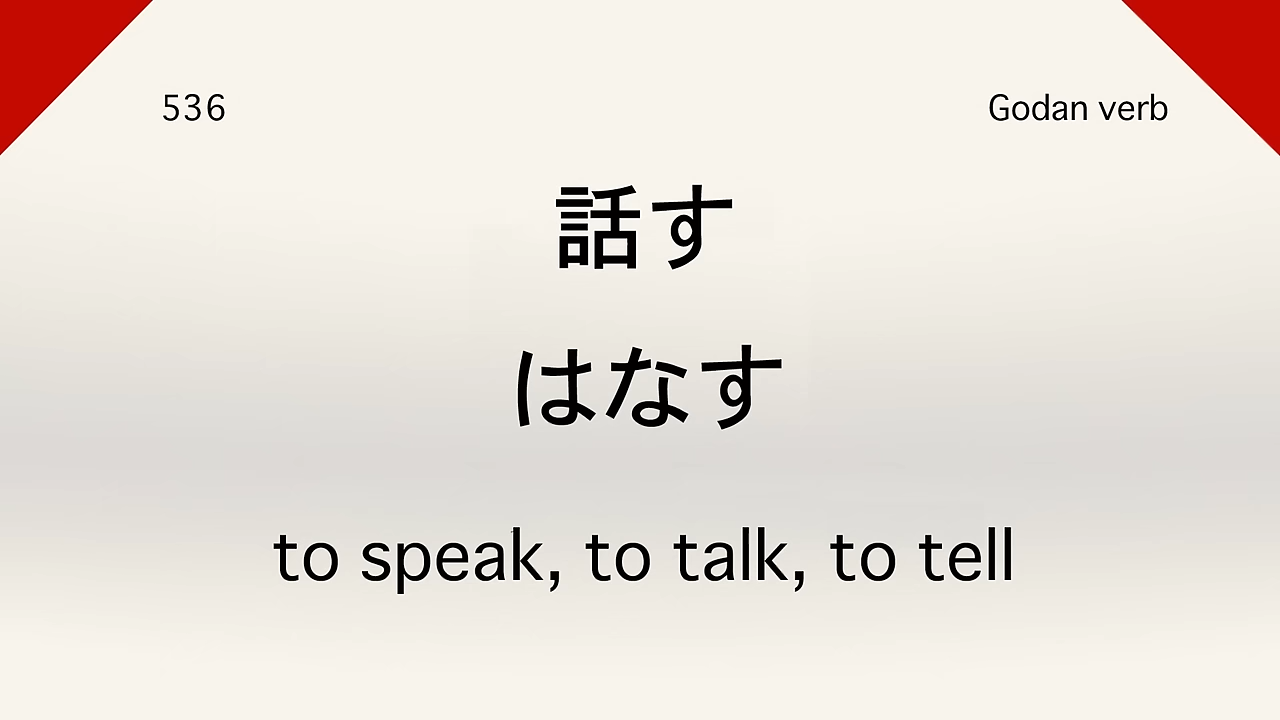 536
Godan verb
話す
はなす
to speak, to talk, to tell